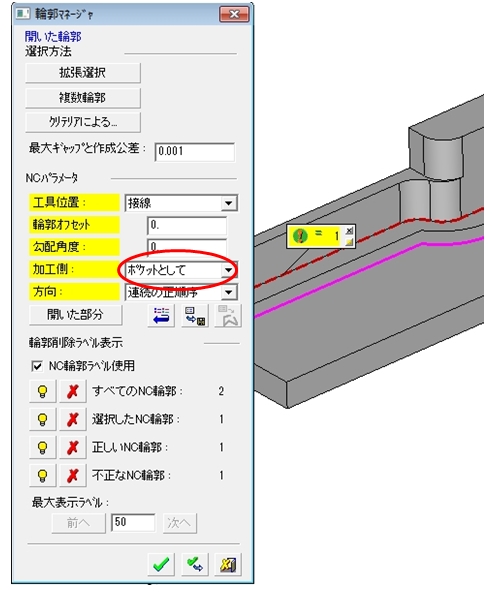 輪郭ﾏﾈｰｼﾞｬ
開いた輪郭
選択方法
拡張選択
複数輪郭
ｸﾘﾃﾘｱによる...
最大ｷﾞｬｯﾌﾟと作成公差： 0.001
NCﾊﾟﾗﾒｰﾀ
工具位置： 接線
輪郭ｵﾌｾｯﾄ 0.
勾配角度： 0
加工側： ﾎﾟｹｯﾄとして
方向： 連続の正順序
開いた部分
輪郭削除ﾗﾍﾞﾙ表示
NC輪郭ﾗﾍﾞﾙ使用
すべてのNC輪郭： 2
選択したNC輪郭： 1
正しいNC輪郭： 1
不正なNC輪郭： 1
最大表示ﾗﾍﾞﾙ：
前へ 50 次へ
= 1